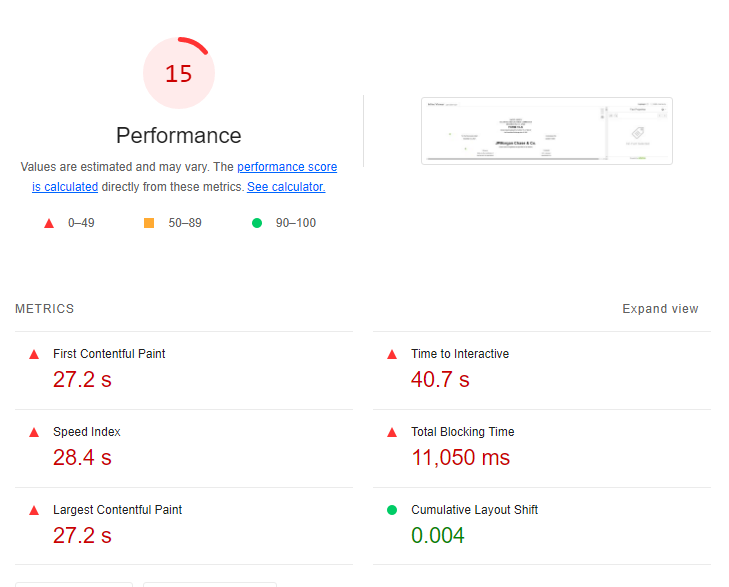 15
Performance
Values are estimated and may vary. The performance score
is calculated directly from these metrics. See calculator.
0–49
50–89
90–100
JPMorgan Chase & Co.
METRICS
Expand view
First Contentful Paint
27.2 s
Time to Interactive
40.7 s
Speed Index
28.4 s
Total Blocking Time
11,050 ms
Largest Contentful Paint
27.2 s
Cumulative Layout Shift
0.004